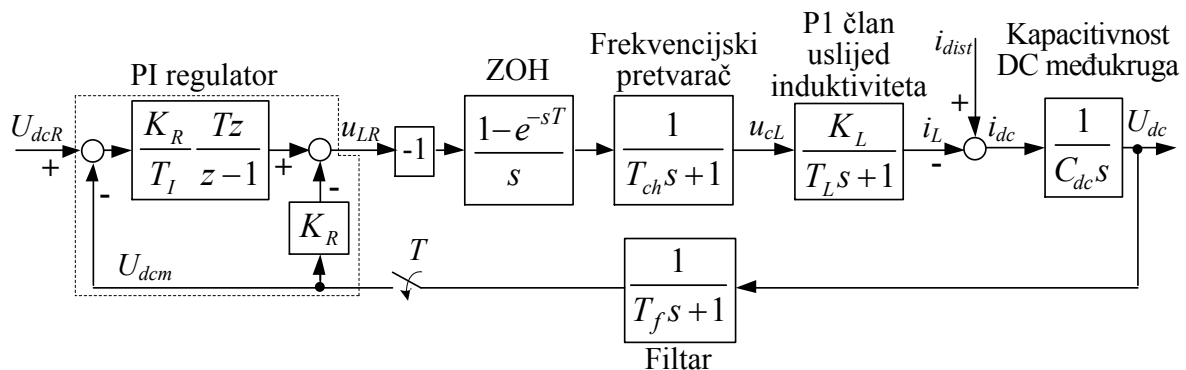 PI regulator
ZOH
Frekvencijski
pretvarač
P1 član
uslijed
induktiviteta
i_dist
Kapacitivnost
DC međukruga
U_dcR
+
-
K_R / T_I  Tz / (z-1)
+
-
u_LR
-1
(1-e^{-sT}) / s
1 / (T_ch s+1)
u_cL
K_L / (T_L s+1)
i_L
-
+
i_dc
1 / (C_dc s)
U_dc
K_R
U_dcm
T
1 / (T_f s+1)
Filtar